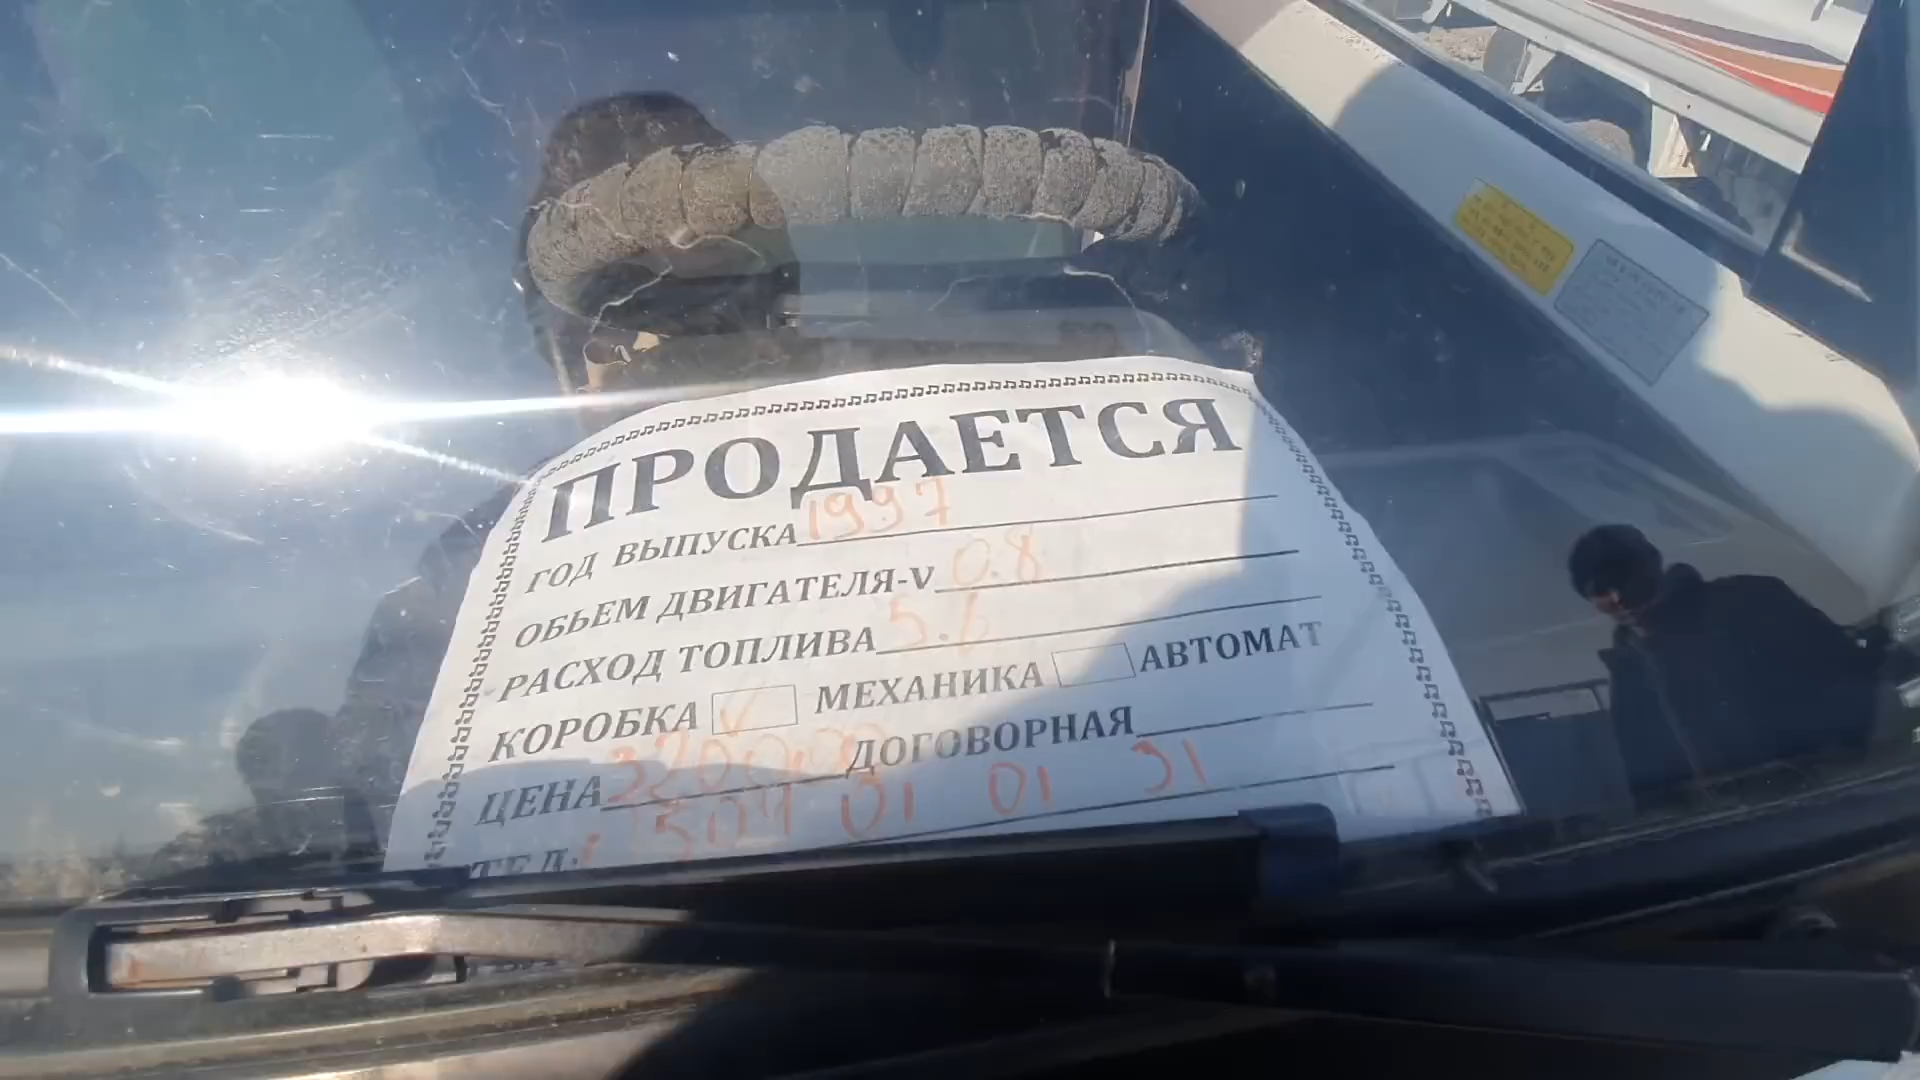 ПРОДАЕТСЯ
ГОД ВЫПУСКА 1997
ОБЬЕМ ДВИГАТЕЛЯ-V 0.8
РАСХОД ТОПЛИВА 5.6
КОРОБКА V МЕХАНИКА АВТОМАТ
ЦЕНА ДОГОВОРНАЯ
ТЕЛ: 01 01 31